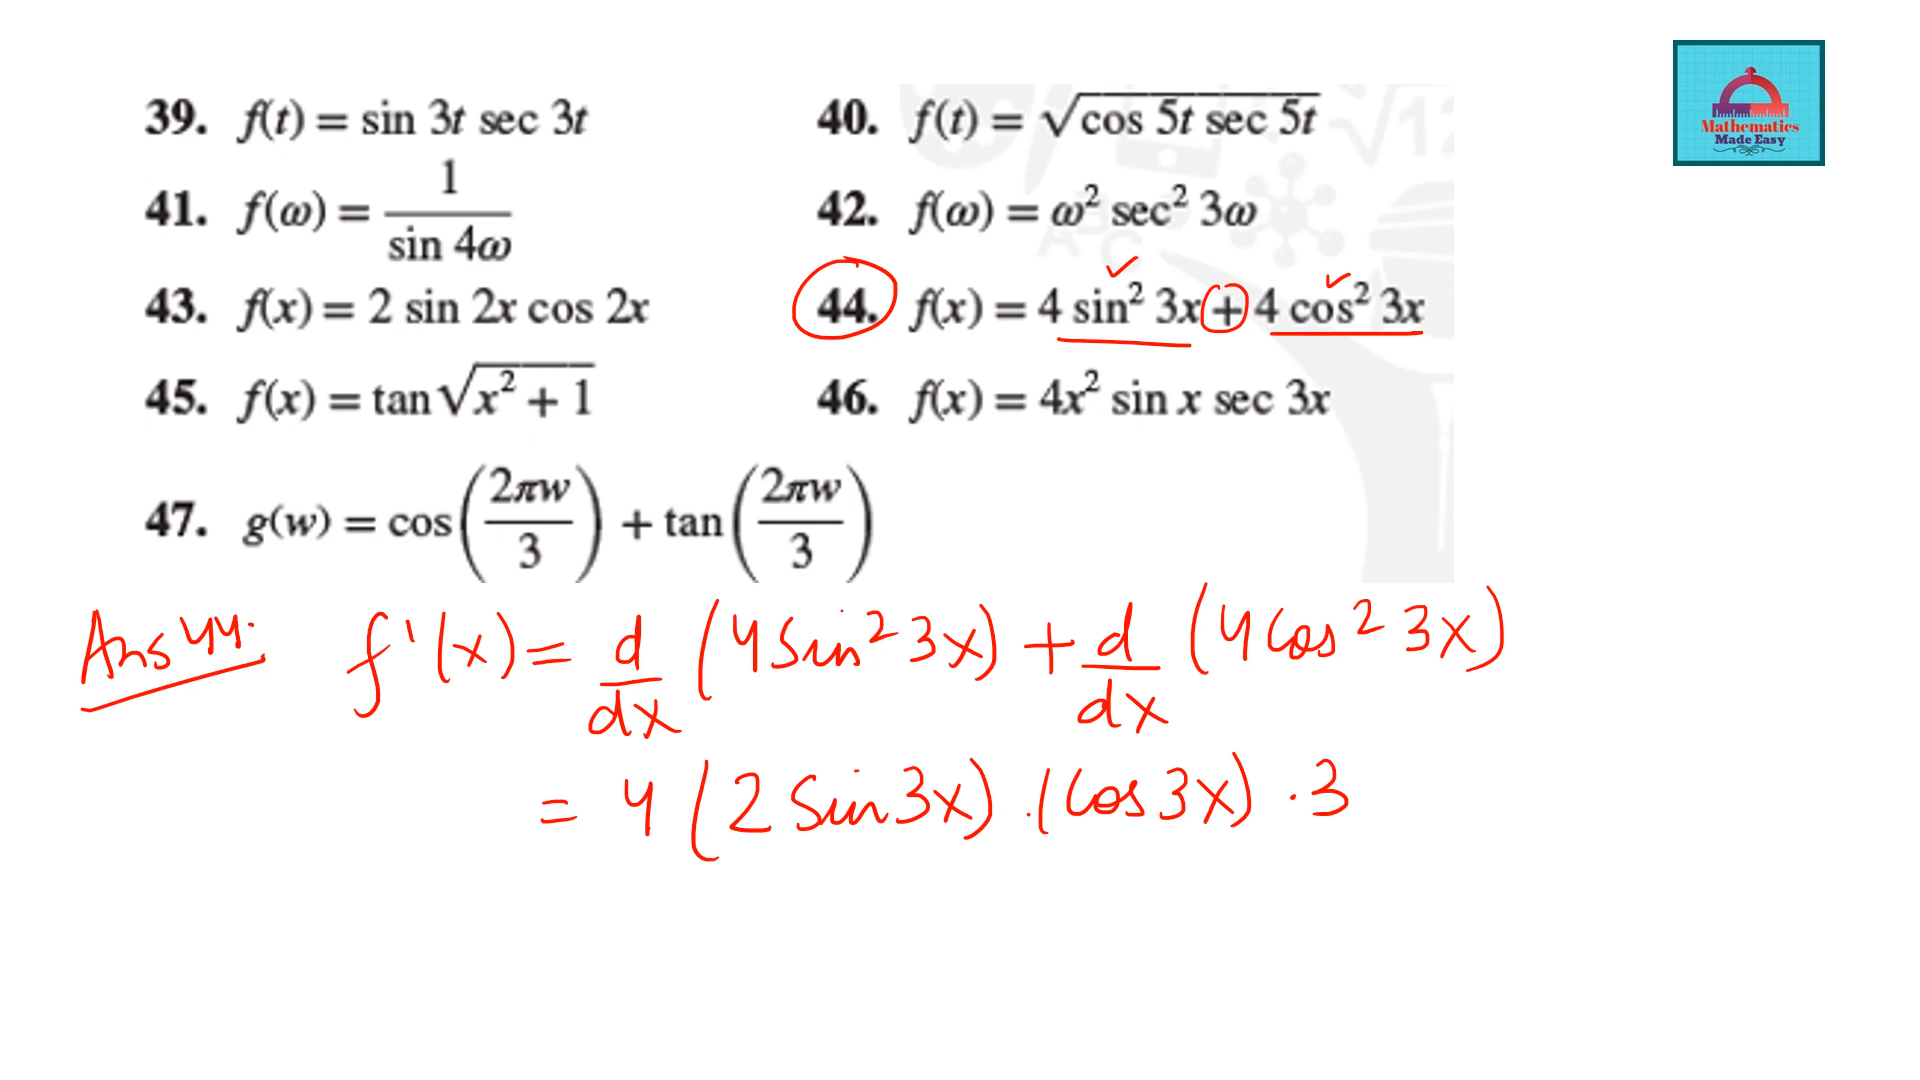 Mathematics
Made Easy
39. f(t) = sin 3t sec 3t
40. f(t) = √(cos 5t sec 5t)
41. f(ω) = 1/(sin 4ω)
42. f(ω) = ω² sec² 3ω
43. f(x) = 2 sin 2x cos 2x
44. f(x) = 4 sin² 3x + 4 cos² 3x
45. f(x) = tan √(x² + 1)
46. f(x) = 4x² sin x sec 3x
47. g(w) = cos(2πw/3) + tan(2πw/3)
Ans 44. f'(x) = d/dx (4 Sin² 3x) + d/dx (4 Cos² 3x)
= 4 (2 Sin 3x) . (Cos 3x) . 3